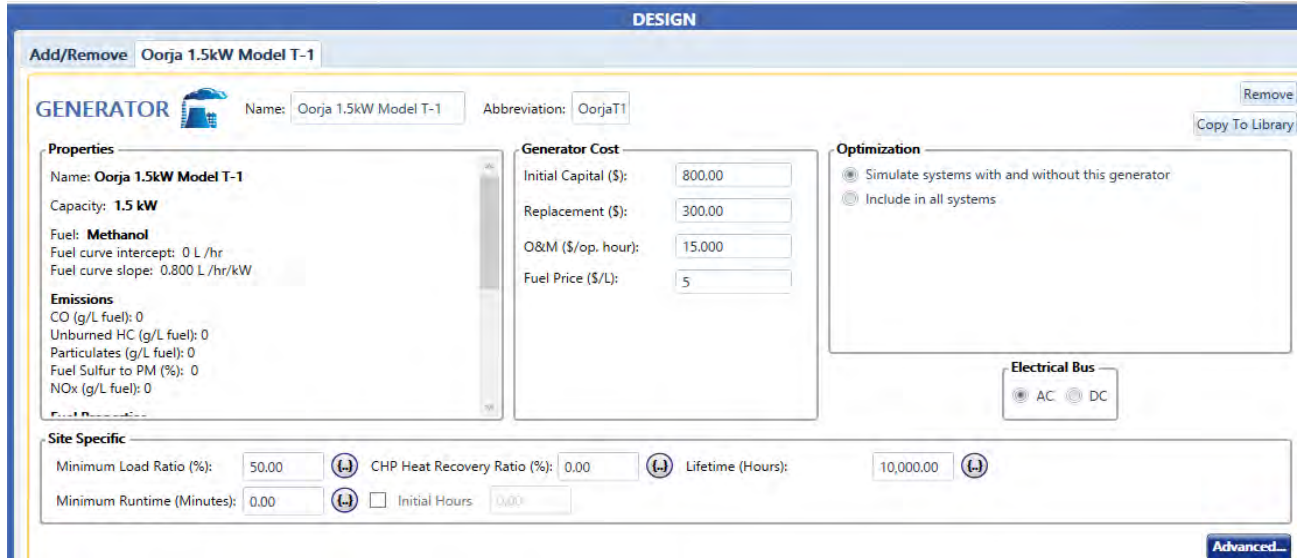 DESIGN
Add/Remove Oorja 1.5kW Model T-1
GENERATOR Name: Oorja 1.5kW Model T-1 Abbreviation: OorjaT1
Remove
Copy To Library
Properties
Name: Oorja 1.5kW Model T-1
Capacity: 1.5 kW
Fuel: Methanol
Fuel curve intercept: 0 L /hr
Fuel curve slope: 0.800 L /hr/kW
Emissions
CO (g/L fuel): 0
Unburned HC (g/L fuel): 0
Particulates (g/L fuel): 0
Fuel Sulfur to PM (%): 0
NOx (g/L fuel): 0
Generator Cost
Initial Capital ($): 800.00
Replacement ($): 300.00
O&M ($/op. hour): 15.000
Fuel Price ($/L): 5
Optimization
Simulate systems with and without this generator
Include in all systems
Electrical Bus
AC DC
Site Specific
Minimum Load Ratio (%): 50.00 {..} CHP Heat Recovery Ratio (%): 0.00 {..} Lifetime (Hours): 10,000.00 {..}
Minimum Runtime (Minutes): 0.00 {..} Initial Hours 0.00
Advanced...